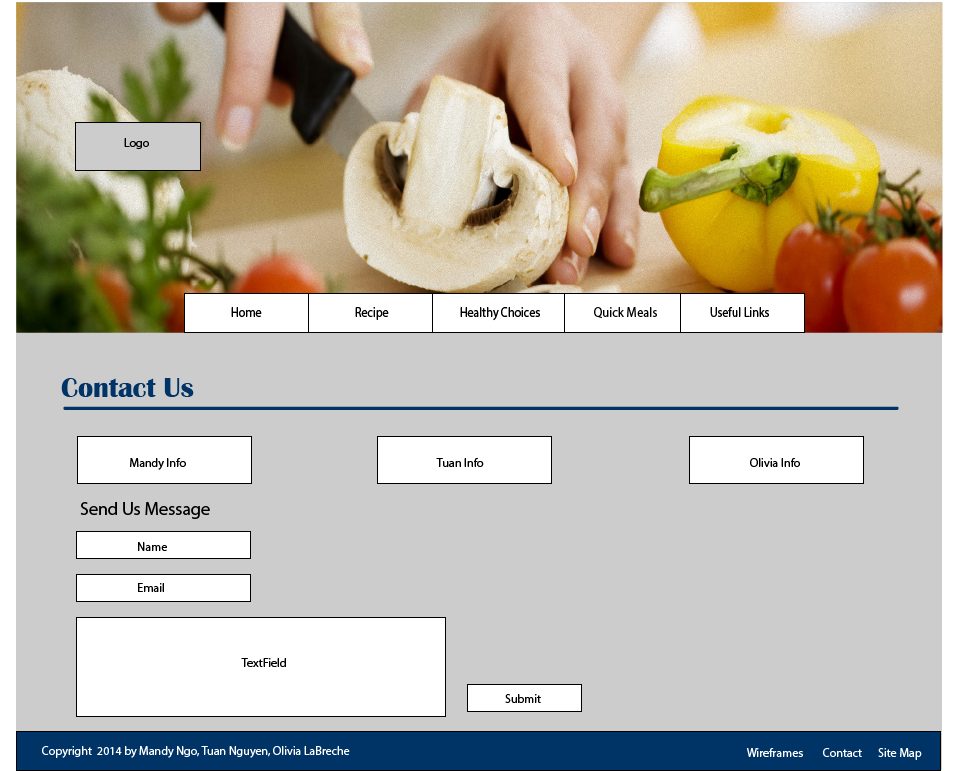 Logo
Home Recipe Healthy Choices Quick Meals Useful Links
Contact Us
Mandy Info Tuan Info Olivia Info
Send Us Message
Name
Email
TextField
Submit
Copyright 2014 by Mandy Ngo, Tuan Nguyen, Olivia LaBreche Wireframes Contact Site Map